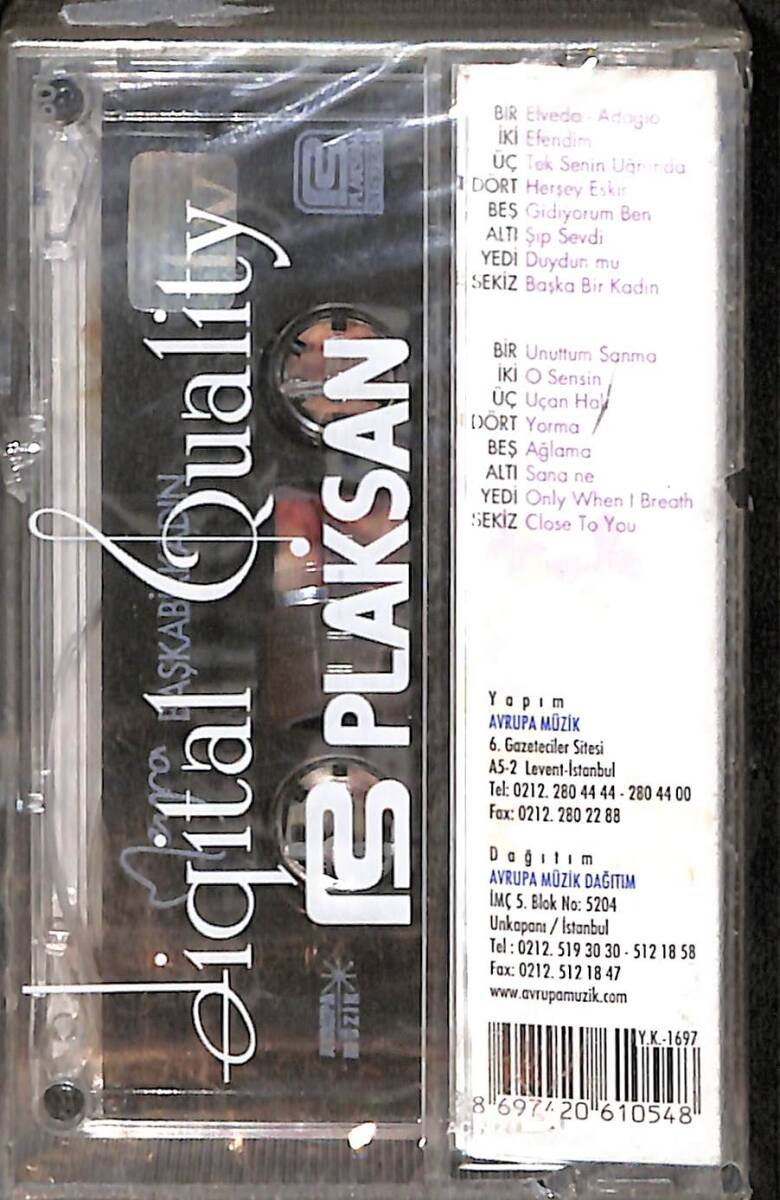 BİR Elveda - Adagio
İKİ Efendim
ÜÇ Tek Senin Uğrunda
DÖRT Herşey Eskir
BEŞ Gidiyorum Ben
ALTI Şıp Sevdi
YEDİ Duydun mu
SEKİZ Başka Bir Kadın
BİR Unuttum Sanma
İKİ O Sensin
ÜÇ Uçan Halı
DÖRT Yorma
BEŞ Ağlama
ALTI Sana ne
YEDİ Only When I Breath
SEKİZ Close To You
Yapım
AVRUPA MÜZİK
6. Gazeteciler Sitesi
A5-2 Levent-İstanbul
Tel: 0212. 280 44 44 - 280 44 00
Fax: 0212. 280 22 88
Dağıtım
AVRUPA MÜZİK DAĞITIM
İMÇ 5. Blok No: 5204
Unkapanı / İstanbul
Tel : 0212. 519 30 30 - 512 18 58
Fax: 0212. 512 18 47
www.avrupamuzik.com
Y.K.-1697
8 697420 610548
Digital Quality
PLAKSAN
BAŞKABİRKADIN
AVRUPA
MÜZİK